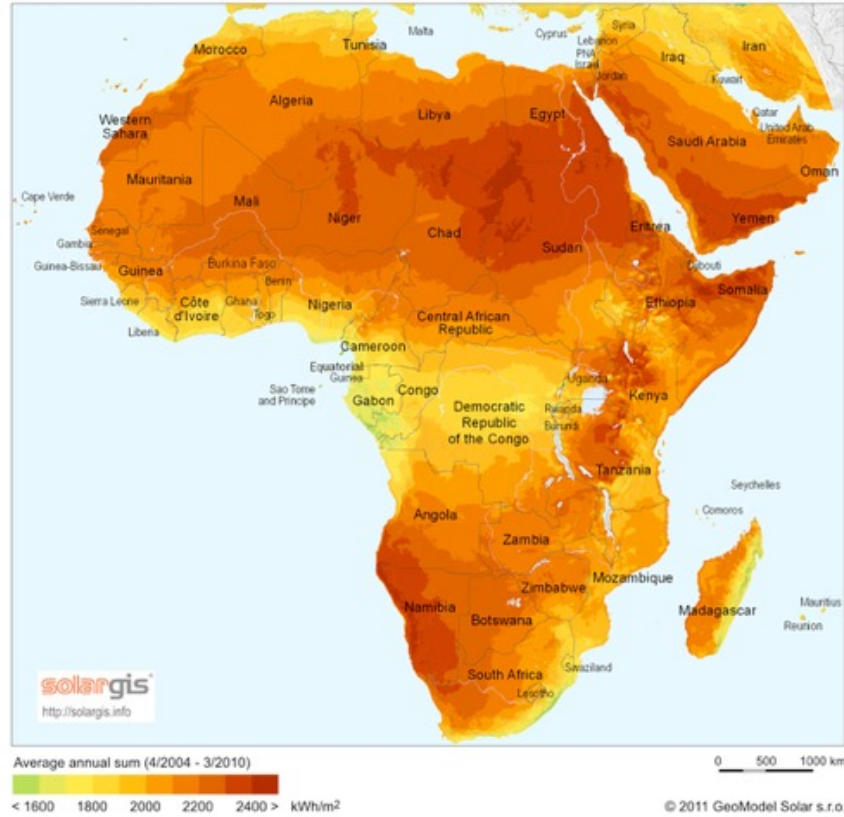 Morocco
Tunisia
Malta
Cyprus
Syria
Lebanon
PNA
Israel
Jordan
Iraq
Iran
Kuwait
Algeria
Libya
Egypt
Qatar
United Arab
Emirates
Western
Sahara
Saudi Arabia
Oman
Mauritania
Mali
Niger
Chad
Sudan
Eritrea
Yemen
Cape Verde
Senegal
Gambia
Guinea-Bissau
Guinea
Burkina Faso
Benin
Djibouti
Somalia
Ethiopia
Sierra Leone
Côte
d'Ivoire
Ghana
Togo
Nigeria
Central African
Republic
Liberia
Cameroon
Equatorial
Guinea
Sao Tome
and Principe
Gabon
Congo
Uganda
Kenya
Democratic
Republic
of the Congo
Rwanda
Burundi
Tanzania
Seychelles
Comoros
Angola
Zambia
Mozambique
Zimbabwe
Madagascar
Mauritius
Reunion
Namibia
Botswana
South Africa
Swaziland
Lesotho
solargis
http://solargis.info
Average annual sum (4/2004 - 3/2010)
< 1600 1800 2000 2200 2400 > kWh/m²
0 500 1000 km
© 2011 GeoModel Solar s.r.o.